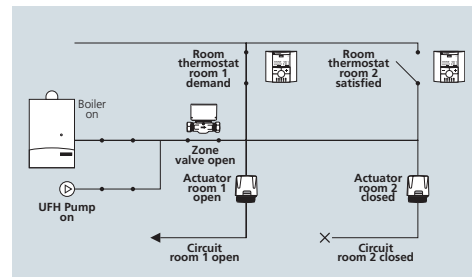 Room
thermostat
room 1
demand
Room
thermostat
room 2
satisfied
Boiler
on
Zone
valve open
Actuator
room 1
open
Actuator
room 2
closed
UFH Pump
on
Circuit
room 1 open
Circuit
room 2 closed